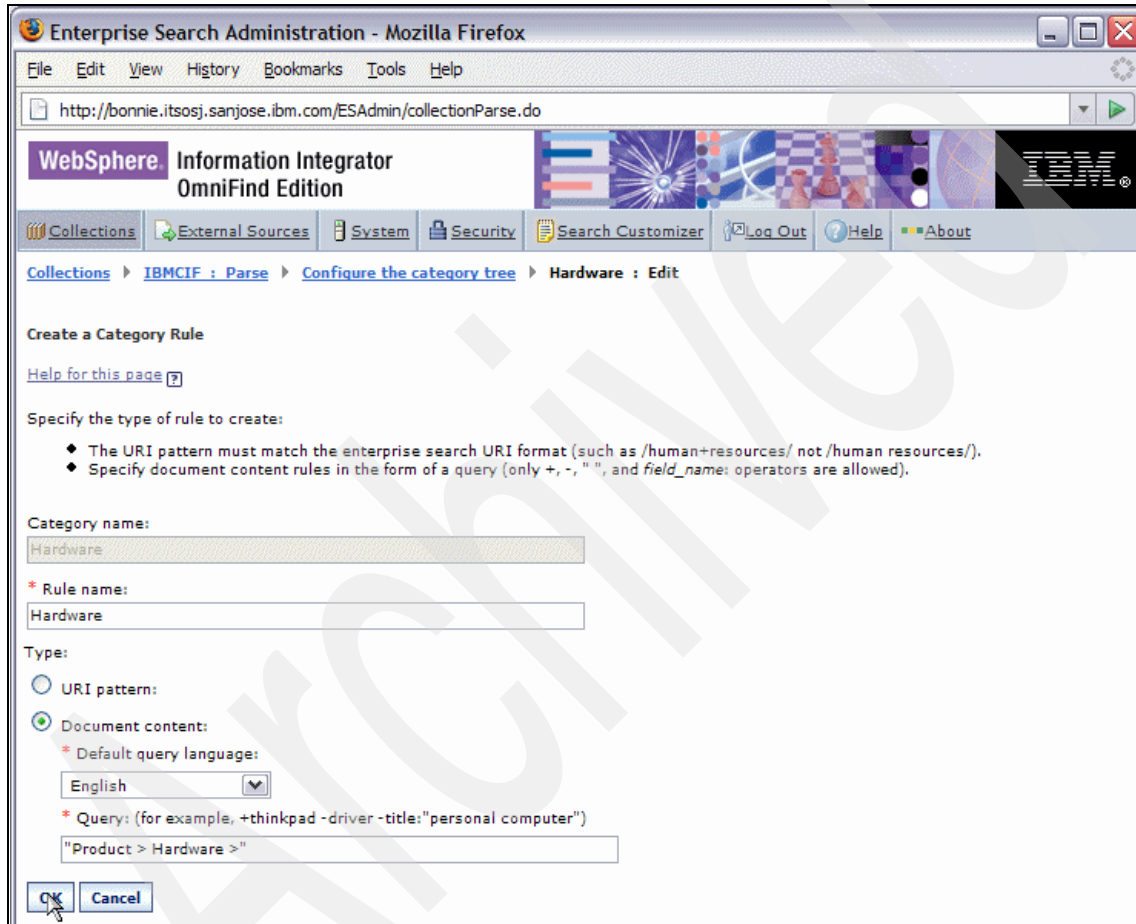 Enterprise Search Administration - Mozilla Firefox
File Edit View History Bookmarks Tools Help
http://bonnie.itsosj.sanjose.ibm.com/ESAdmin/collectionParse.do
WebSphere. Information Integrator
OmniFind Edition
IBM®
Collections External Sources System Security Search Customizer Log Out Help About
Collections IBMCIF : Parse Configure the category tree Hardware : Edit
Create a Category Rule
Help for this page ?
Specify the type of rule to create:
◆ The URI pattern must match the enterprise search URI format (such as /human+resources/ not /human resources/).
◆ Specify document content rules in the form of a query (only +, -, " ", and field_name: operators are allowed).
Category name:
Hardware
* Rule name:
Hardware
Type:
URI pattern:
Document content:
* Default query language:
English
* Query: (for example, +thinkpad -driver -title:"personal computer")
"Product > Hardware >"
OK Cancel
Archived